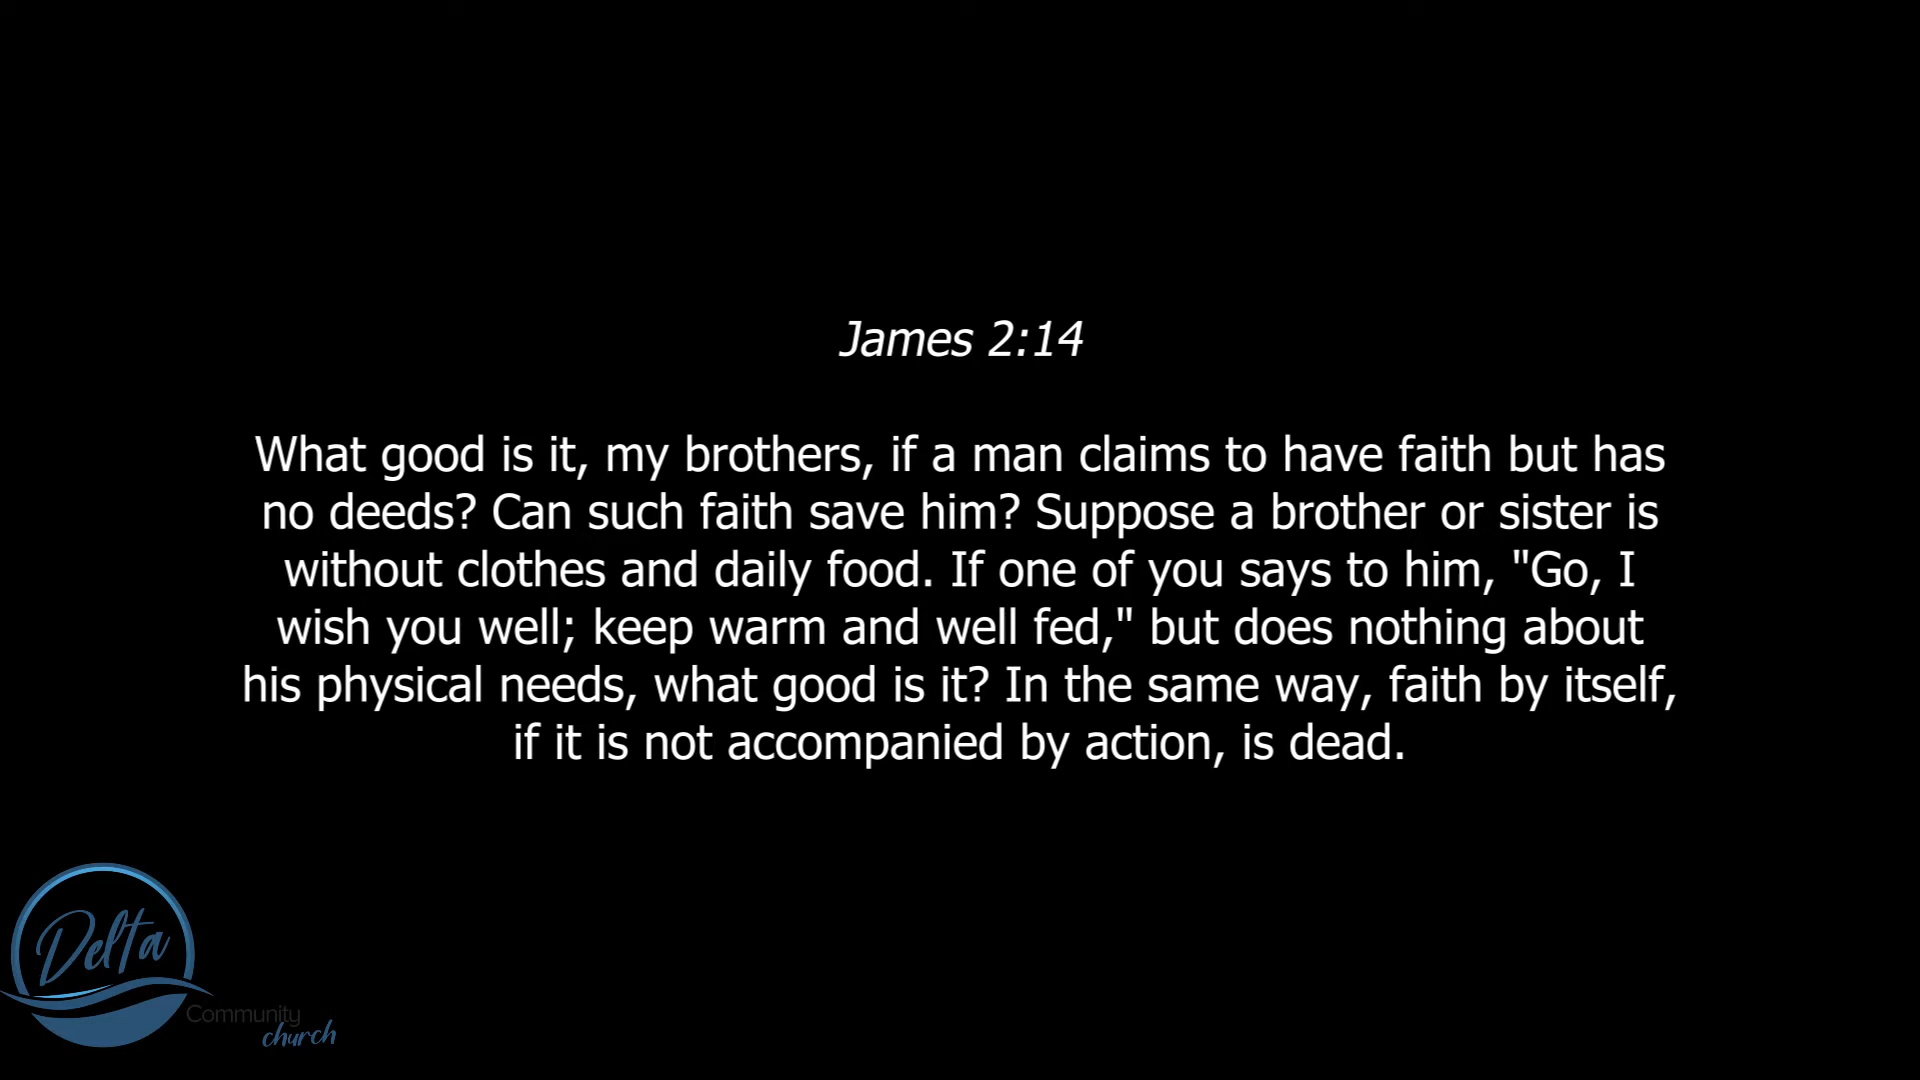 James 2:14
What good is it, my brothers, if a man claims to have faith but has
no deeds? Can such faith save him? Suppose a brother or sister is
without clothes and daily food. If one of you says to him, "Go, I
wish you well; keep warm and well fed," but does nothing about
his physical needs, what good is it? In the same way, faith by itself,
if it is not accompanied by action, is dead.
Delta
Community
church